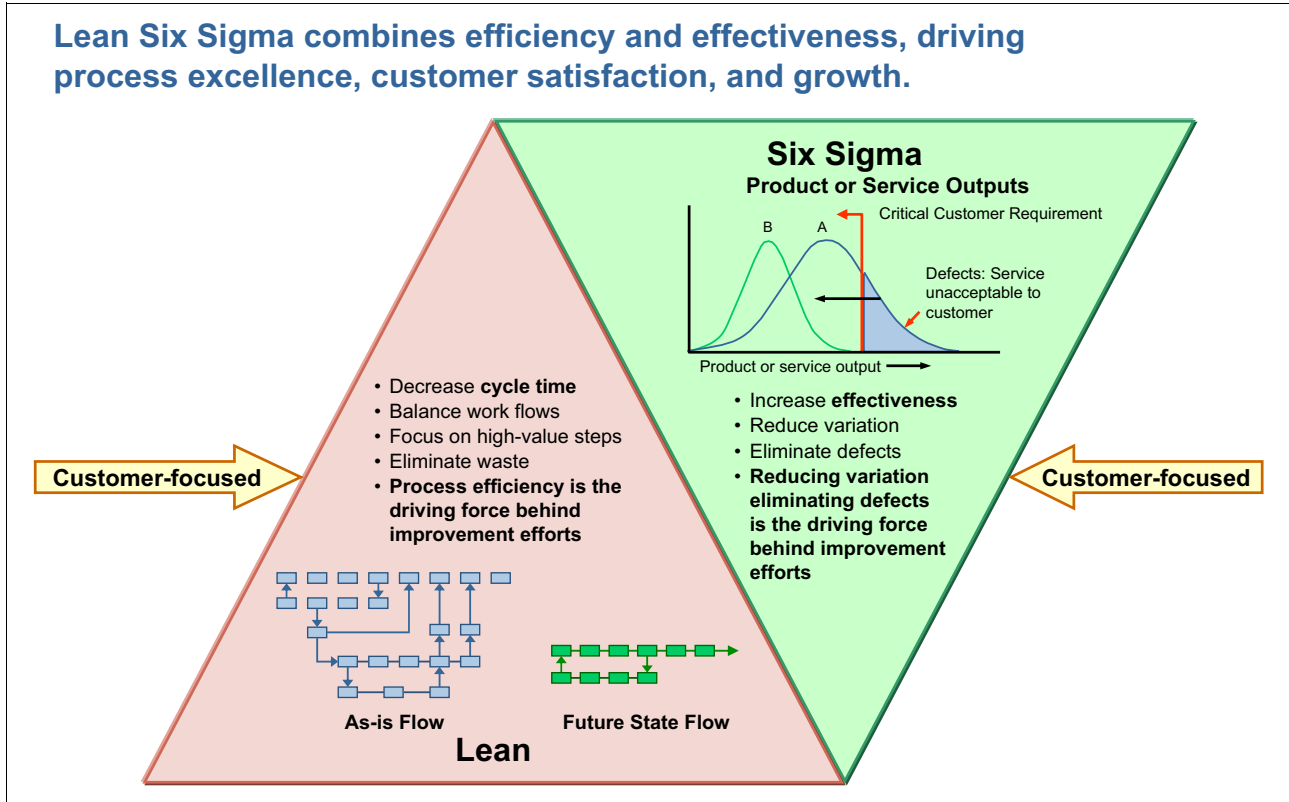 Lean Six Sigma combines efficiency and effectiveness, driving
process excellence, customer satisfaction, and growth.
Six Sigma
Product or Service Outputs
Critical Customer Requirement
B
A
Defects: Service
unacceptable to
customer
Product or service output
• Decrease cycle time
• Balance work flows
• Focus on high-value steps
• Eliminate waste
• Process efficiency is the
driving force behind
improvement efforts
• Increase effectiveness
• Reduce variation
• Eliminate defects
• Reducing variation
eliminating defects
is the driving force
behind improvement
efforts
Customer-focused
Customer-focused
As-is Flow
Future State Flow
Lean